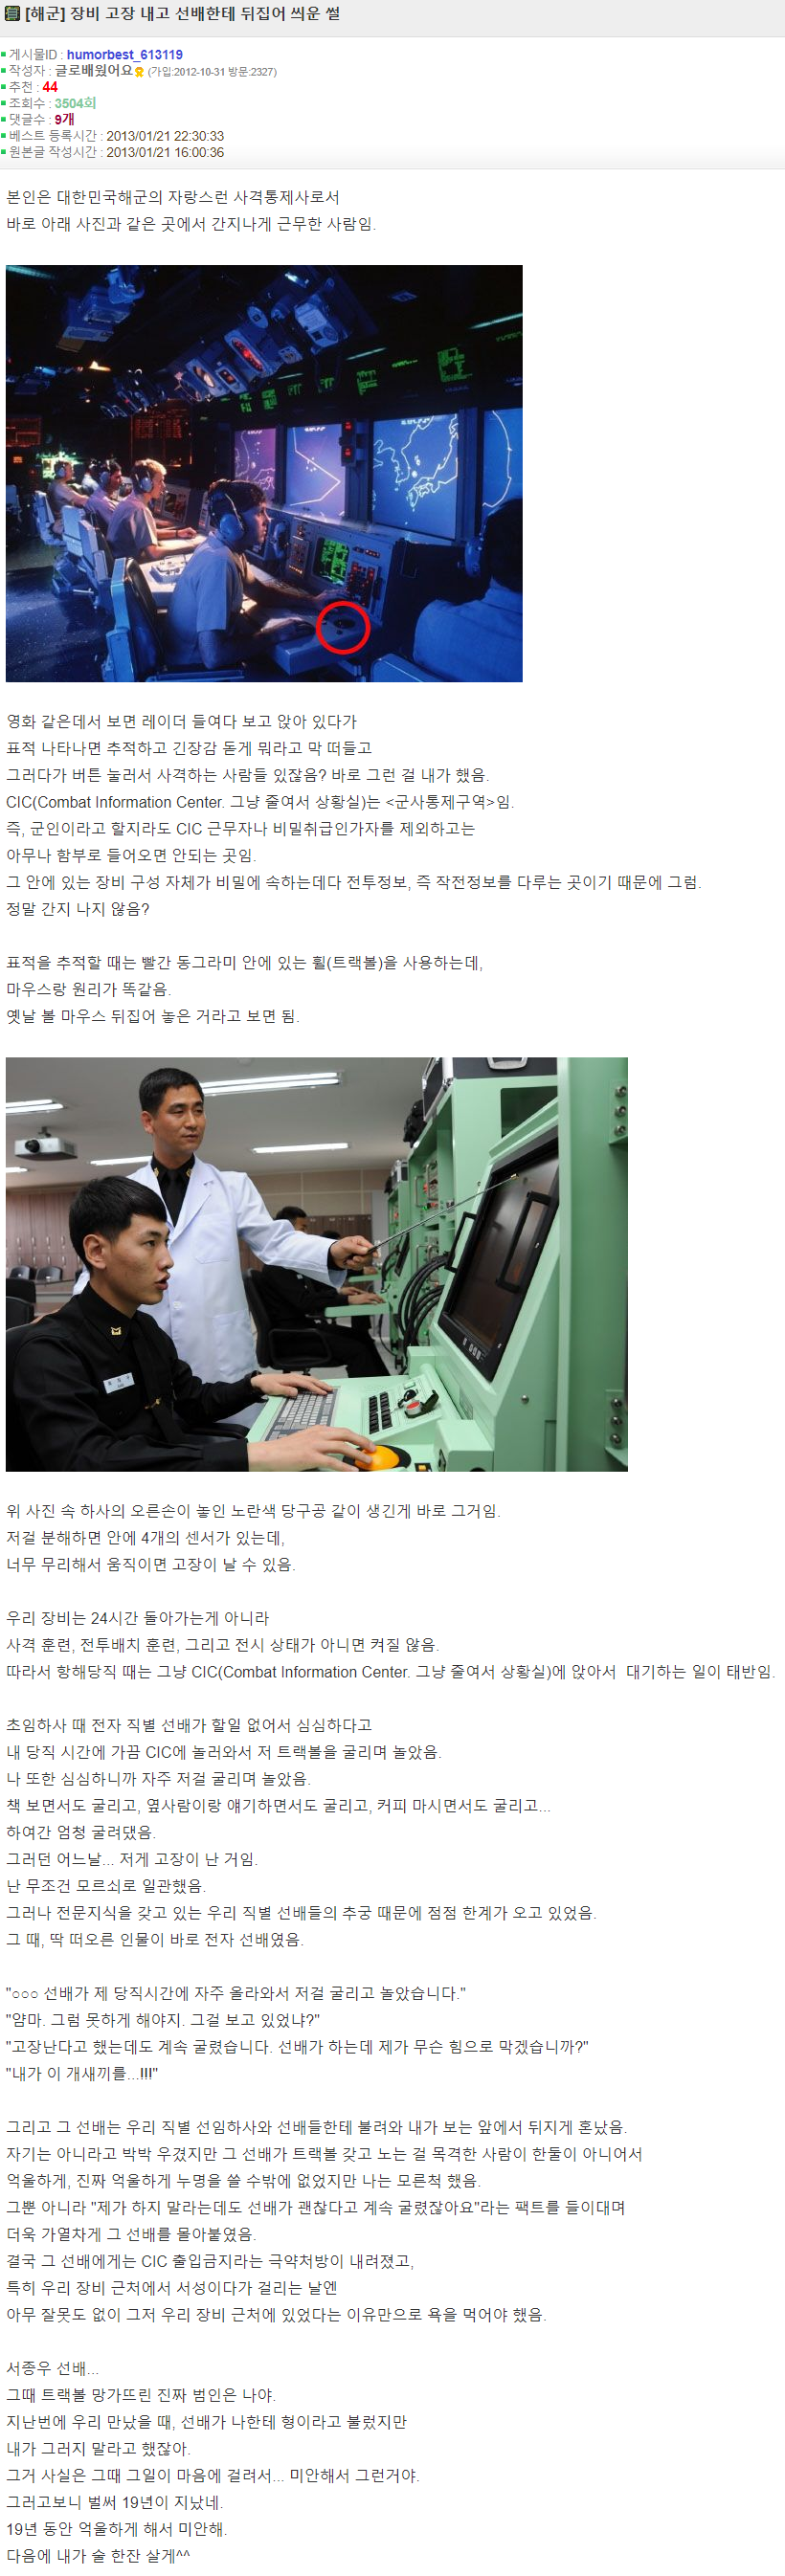 [해군] 장비 고장 내고 선배한테 뒤집어 씌운 썰
게시물ID : humorbest_613119
작성자 : 글로배웠어요 (가입:2012-10-31 방문:2327)
추천 : 44
조회수 : 3504회
댓글수 : 9개
베스트 등록시간 : 2013/01/21 22:30:33
원본글 작성시간 : 2013/01/21 16:00:36
본인은 대한민국해군의 자랑스런 사격통제사로서
바로 아래 사진과 같은 곳에서 간지나게 근무한 사람임.
영화 같은데서 보면 레이더 들여다 보고 앉아 있다가
표적 나타나면 추적하고 긴장감 돋게 뭐라고 막 떠들고
그러다가 버튼 눌러서 사격하는 사람들 있잖음? 바로 그런 걸 내가 했음.
CIC(Combat Information Center. 그냥 줄여서 상황실)는 <군사통제구역>임.
즉, 군인이라고 할지라도 CIC 근무자나 비밀취급인가자를 제외하고는
아무나 함부로 들어오면 안되는 곳임.
그 안에 있는 장비 구성 자체가 비밀에 속하는데다 전투정보, 즉 작전정보를 다루는 곳이기 때문에 그럼.
정말 간지 나지 않음?
표적을 추적할 때는 빨간 동그라미 안에 있는 휠(트랙볼)을 사용하는데,
마우스랑 원리가 똑같음.
옛날 볼 마우스 뒤집어 놓은 거라고 보면 됨.
위 사진 속 하사의 오른손이 놓인 노란색 당구공 같이 생긴게 바로 그거임.
저걸 분해하면 안에 4개의 센서가 있는데,
너무 무리해서 움직이면 고장이 날 수 있음.
우리 장비는 24시간 돌아가는게 아니라
사격 훈련, 전투배치 훈련, 그리고 전시 상태가 아니면 켜질 않음.
따라서 항해당직 때는 그냥 CIC(Combat Information Center. 그냥 줄여서 상황실)에 앉아서 대기하는 일이 태반임.
초임하사 때 전자 직별 선배가 할일 없어서 심심하다고
내 당직 시간에 가끔 CIC에 놀러와서 저 트랙볼을 굴리며 놀았음.
나 또한 심심하니까 자주 저걸 굴리며 놀았음.
책 보면서도 굴리고, 옆사람이랑 얘기하면서도 굴리고, 커피 마시면서도 굴리고...
하여간 엄청 굴려댔음.
그러던 어느날... 저게 고장이 난 거임.
난 무조건 모르쇠로 일관했음.
그러나 전문지식을 갖고 있는 우리 직별 선배들의 추궁 때문에 점점 한계가 오고 있었음.
그 때, 딱 떠오른 인물이 바로 전자 선배였음.
"○○○ 선배가 제 당직시간에 자주 올라와서 저걸 굴리고 놀았습니다."
"얌마. 그럼 못하게 해야지. 그걸 보고 있었냐?"
"고장난다고 했는데도 계속 굴렸습니다. 선배가 하는데 제가 무슨 힘으로 막겠습니까?"
"내가 이 개새끼를...!!!"
그리고 그 선배는 우리 직별 선임하사와 선배들한테 불려와 내가 보는 앞에서 뒤지게 혼났음.
자기는 아니라고 박박 우겼지만 그 선배가 트랙볼 갖고 노는 걸 목격한 사람이 한둘이 아니어서
억울하게, 진짜 억울하게 누명을 쓸 수밖에 없었지만 나는 모른척 했음.
그뿐 아니라 "제가 하지 말라는데도 선배가 괜찮다고 계속 굴렸잖아요"라는 팩트를 들이대며
더욱 가열차게 그 선배를 몰아붙였음.
결국 그 선배에게는 CIC 출입금지라는 극약처방이 내려졌고,
특히 우리 장비 근처에서 서성이다가 걸리는 날엔
아무 잘못도 없이 그저 우리 장비 근처에 있었다는 이유만으로 욕을 먹어야 했음.
서종우 선배...
그때 트랙볼 망가뜨린 진짜 범인은 나야.
지난번에 우리 만났을 때, 선배가 나한테 형이라고 불렀지만
내가 그러지 말라고 했잖아.
그거 사실은 그때 그일이 마음에 걸려서... 미안해서 그런거야.
그러고보니 벌써 19년이 지났네.
19년 동안 억울하게 해서 미안해.
다음에 내가 술 한잔 살게^^